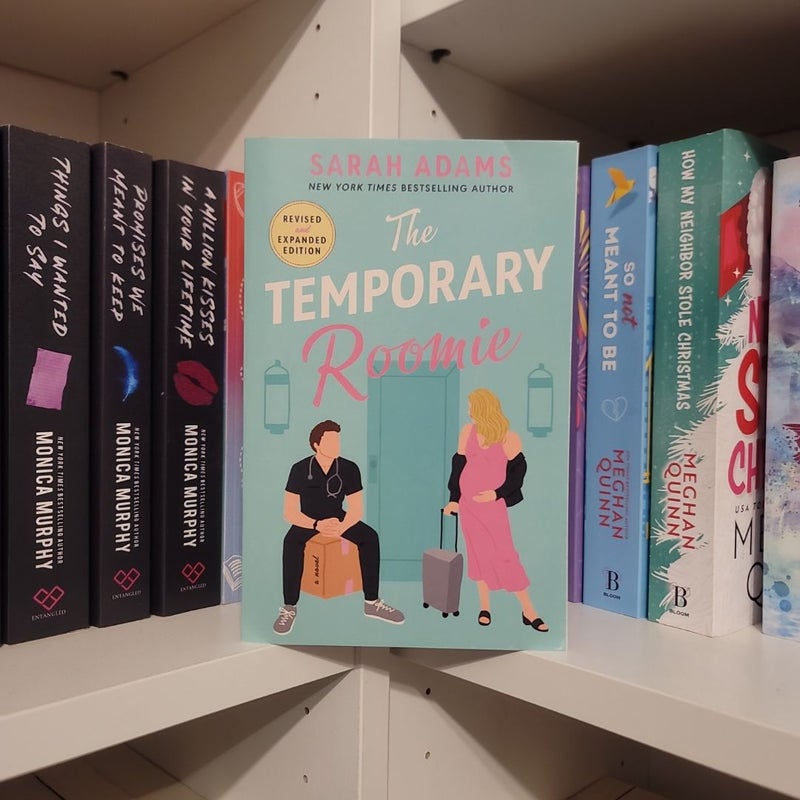 THINGS I WANTED
TO SAY
NEW YORK TIMES BESTSELLING AUTHOR
MONICA MURPHY
ENTANGLED
PROMISES WE
MEANT TO KEEP
NEW YORK TIMES BESTSELLING AUTHOR
MONICA MURPHY
ENTANGLED
A MILLION KISSES
IN YOUR LIFETIME
NEW YORK TIMES BESTSELLING AUTHOR
MONICA MURPHY
ENTANGLED
SARAH ADAMS
NEW YORK TIMES BESTSELLING AUTHOR
REVISED
and
EXPANDED
EDITION
The
TEMPORARY
Roomie
SO not
MEANT TO BE
MEGHAN
QUINN
B
BLOOM
HOW MY NEIGHBOR STOLE CHRISTMAS
MEGHAN
QUINN
B
BLOOM